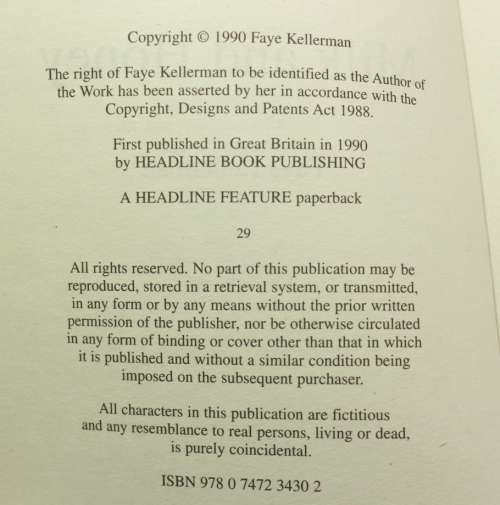 Copyright © 1990 Faye Kellerman
The right of Faye Kellerman to be identified as the Author of
the Work has been asserted by her in accordance with the
Copyright, Designs and Patents Act 1988.
First published in Great Britain in 1990
by HEADLINE BOOK PUBLISHING
A HEADLINE FEATURE paperback
29
All rights reserved. No part of this publication may be
reproduced, stored in a retrieval system, or transmitted,
in any form or by any means without the prior written
permission of the publisher, nor be otherwise circulated
in any form of binding or cover other than that in which
it is published and without a similar condition being
imposed on the subsequent purchaser.
All characters in this publication are fictitious
and any resemblance to real persons, living or dead,
is purely coincidental.
ISBN 978 0 7472 3430 2